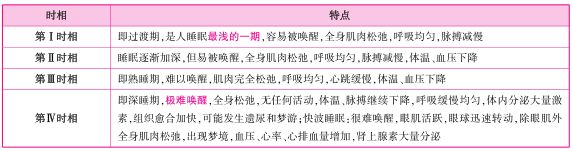 时相 特点
第Ⅰ时相 即过渡期,是人睡眠最浅的一期,容易被唤醒,全身肌肉松弛,呼吸均匀,脉搏减慢
第Ⅱ时相 睡眠逐渐加深,但易被唤醒,全身肌肉松弛,呼吸均匀,脉搏减慢、体温、血压下降
第Ⅲ时相 即熟睡期,难以唤醒,肌肉完全松弛,呼吸均匀,心跳缓慢,体温、血压下降
第Ⅳ时相 即深睡期,极难唤醒,全身松弛,无任何活动,体温、脉搏继续下降,呼吸缓慢均匀,体内分泌大量激
素,组织愈合加快,可能发生遗尿和梦游;快波睡眠:很难唤醒,眼肌活跃,眼球迅速转动,除眼肌外
全身肌肉松弛,出现梦境,血压、心率、心排血量增加,肾上腺素大量分泌